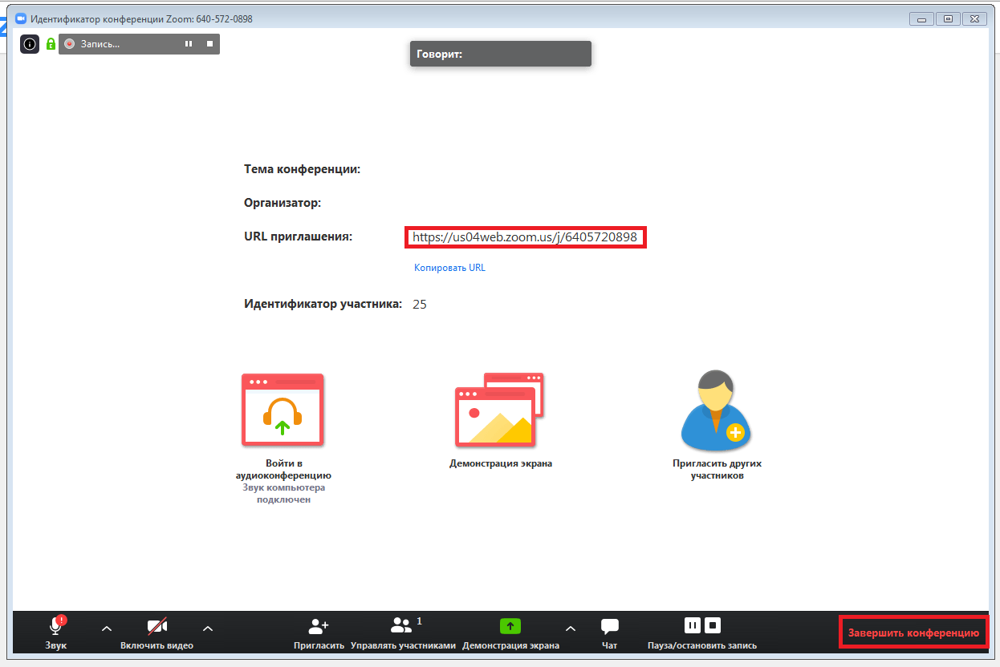 Идентификатор конференции Zoom: 640-572-0898
Запись...
Говорит:
Тема конференции:
Организатор:
URL приглашения: https://us04web.zoom.us/j/6405720898
Копировать URL
Идентификатор участника: 25
Войти в
аудиоконференцию
Звук компьютера
подключен
Демонстрация экрана
Пригласить других
участников
1
Звук
Включить видео
Пригласить
Управлять участниками
Демонстрация экрана
Чат
Пауза/остановить запись
Завершить конференцию